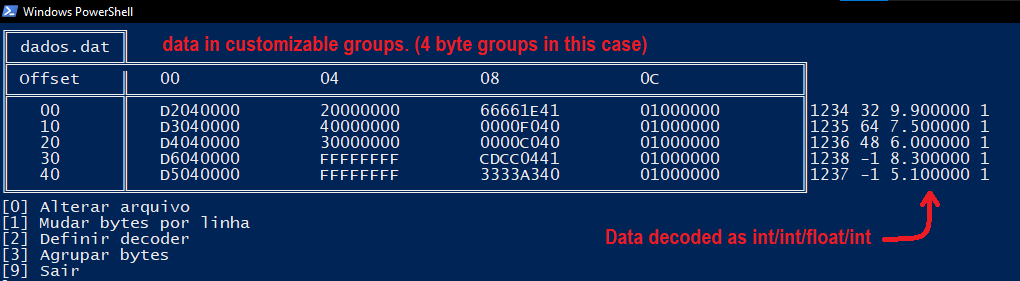 Windows PowerShell
dados.dat
data in customizable groups. (4 byte groups in this case)
Offset 00 04 08 0C
00 D2040000 20000000 66661E41 01000000 1234 32 9.900000 1
10 D3040000 40000000 0000F040 01000000 1235 64 7.500000 1
20 D4040000 30000000 0000C040 01000000 1236 48 6.000000 1
30 D6040000 FFFFFFFF CDCC0441 01000000 1238 -1 8.300000 1
40 D5040000 FFFFFFFF 3333A340 01000000 1237 -1 5.100000 1
[0] Alterar arquivo
[1] Mudar bytes por linha
[2] Definir decoder
[3] Agrupar bytes
[9] Sair
Data decoded as int/int/float/int